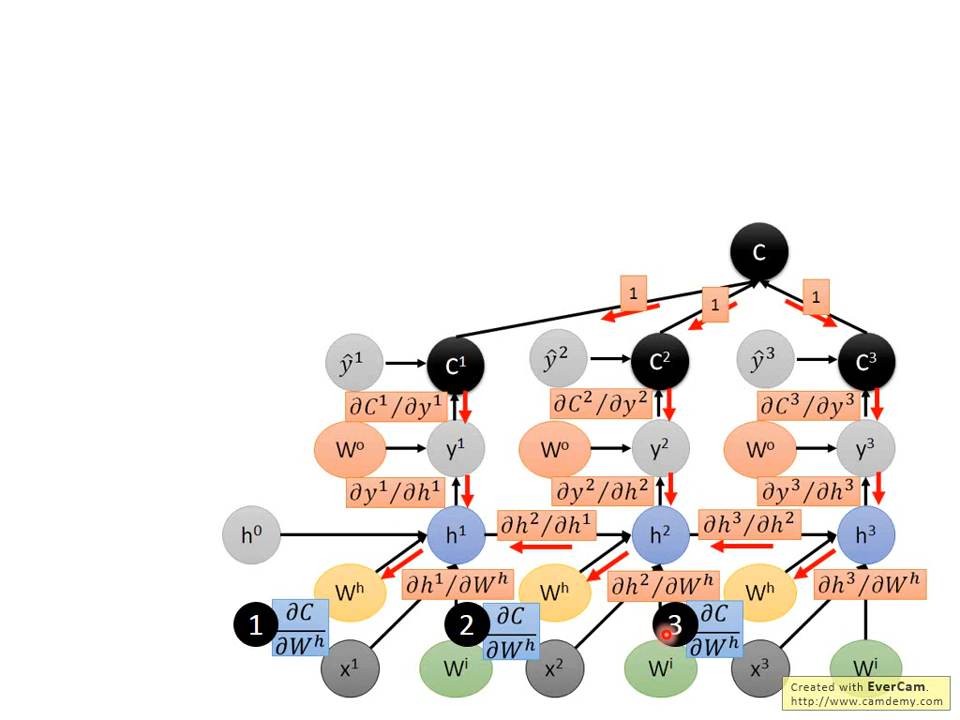 C
1
1
1
ŷ¹
C¹
ŷ²
C²
ŷ³
C³
∂C¹/∂y¹
∂C²/∂y²
∂C³/∂y³
Wᵒ
y¹
Wᵒ
y²
Wᵒ
y³
∂y¹/∂h¹
∂y²/∂h²
∂y³/∂h³
h⁰
h¹
∂h²/∂h¹
h²
∂h³/∂h²
h³
Wʰ
∂h¹/∂Wʰ
Wʰ
∂h²/∂Wʰ
Wʰ
∂h³/∂Wʰ
1
∂C
∂Wʰ
2
∂C
∂Wʰ
3
∂C
∂Wʰ
x¹
Wⁱ
x²
Wⁱ
x³
Wⁱ
Created with EverCam.
http://www.camdemy.com